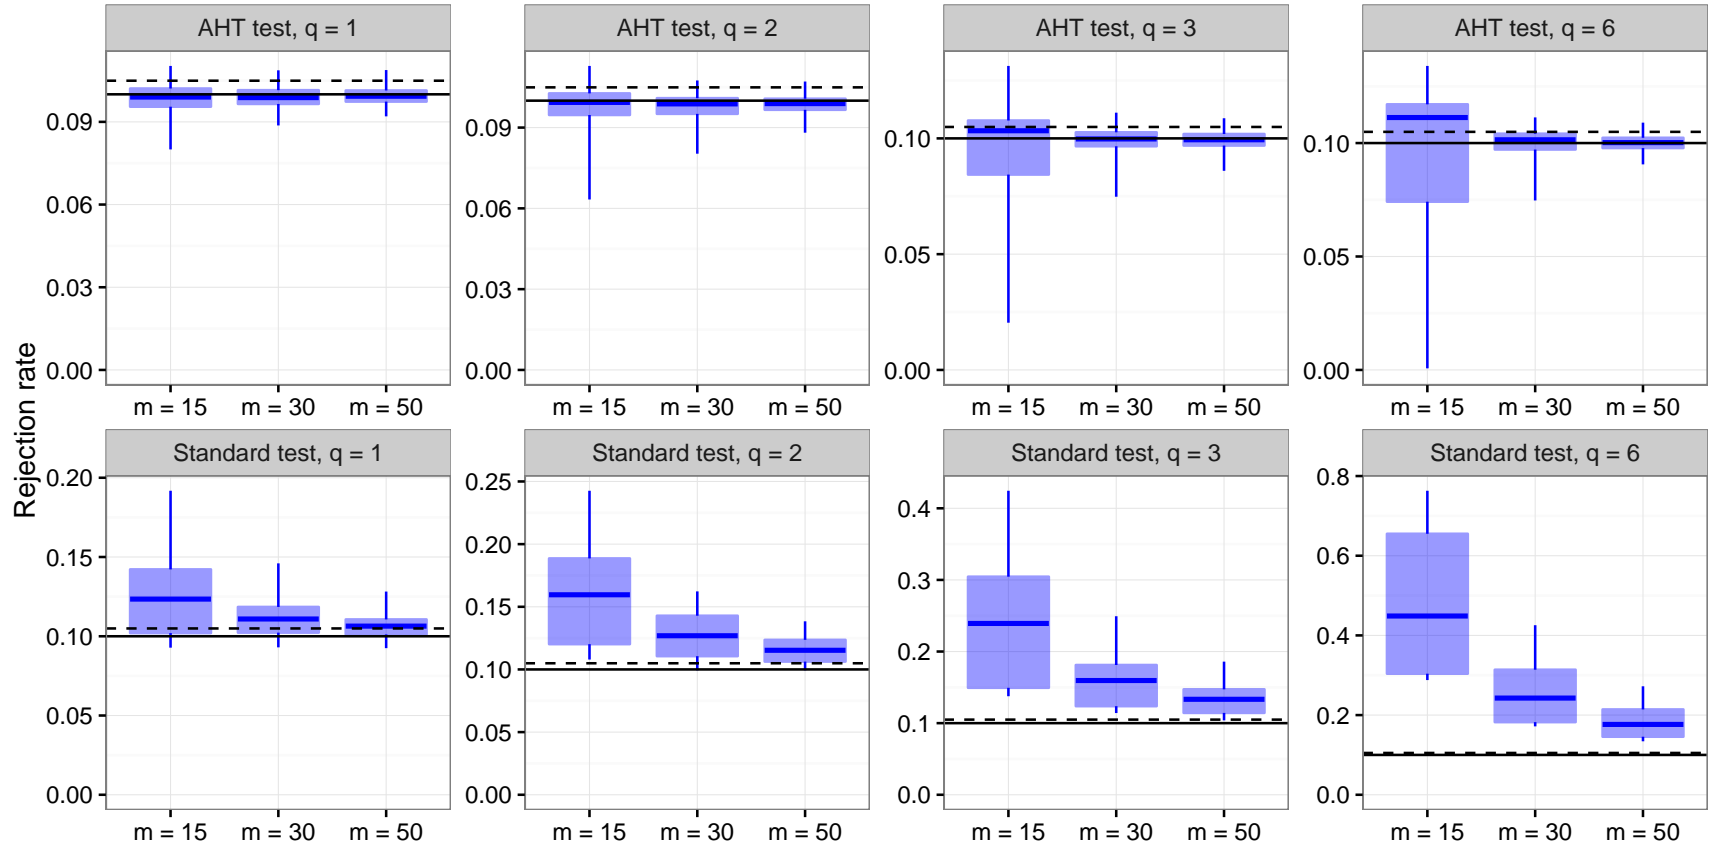 AHT test, q = 1
AHT test, q = 2
AHT test, q = 3
AHT test, q = 6
0.09
0.06
0.03
0.00
0.09
0.06
0.03
0.00
0.10
0.05
0.00
0.10
0.05
0.00
m = 15 m = 30 m = 50
m = 15 m = 30 m = 50
m = 15 m = 30 m = 50
m = 15 m = 30 m = 50
Rejection rate
Standard test, q = 1
Standard test, q = 2
Standard test, q = 3
Standard test, q = 6
0.20
0.15
0.10
0.05
0.00
0.25
0.20
0.15
0.10
0.05
0.00
0.4
0.3
0.2
0.1
0.0
0.8
0.6
0.4
0.2
0.0
m = 15 m = 30 m = 50
m = 15 m = 30 m = 50
m = 15 m = 30 m = 50
m = 15 m = 30 m = 50